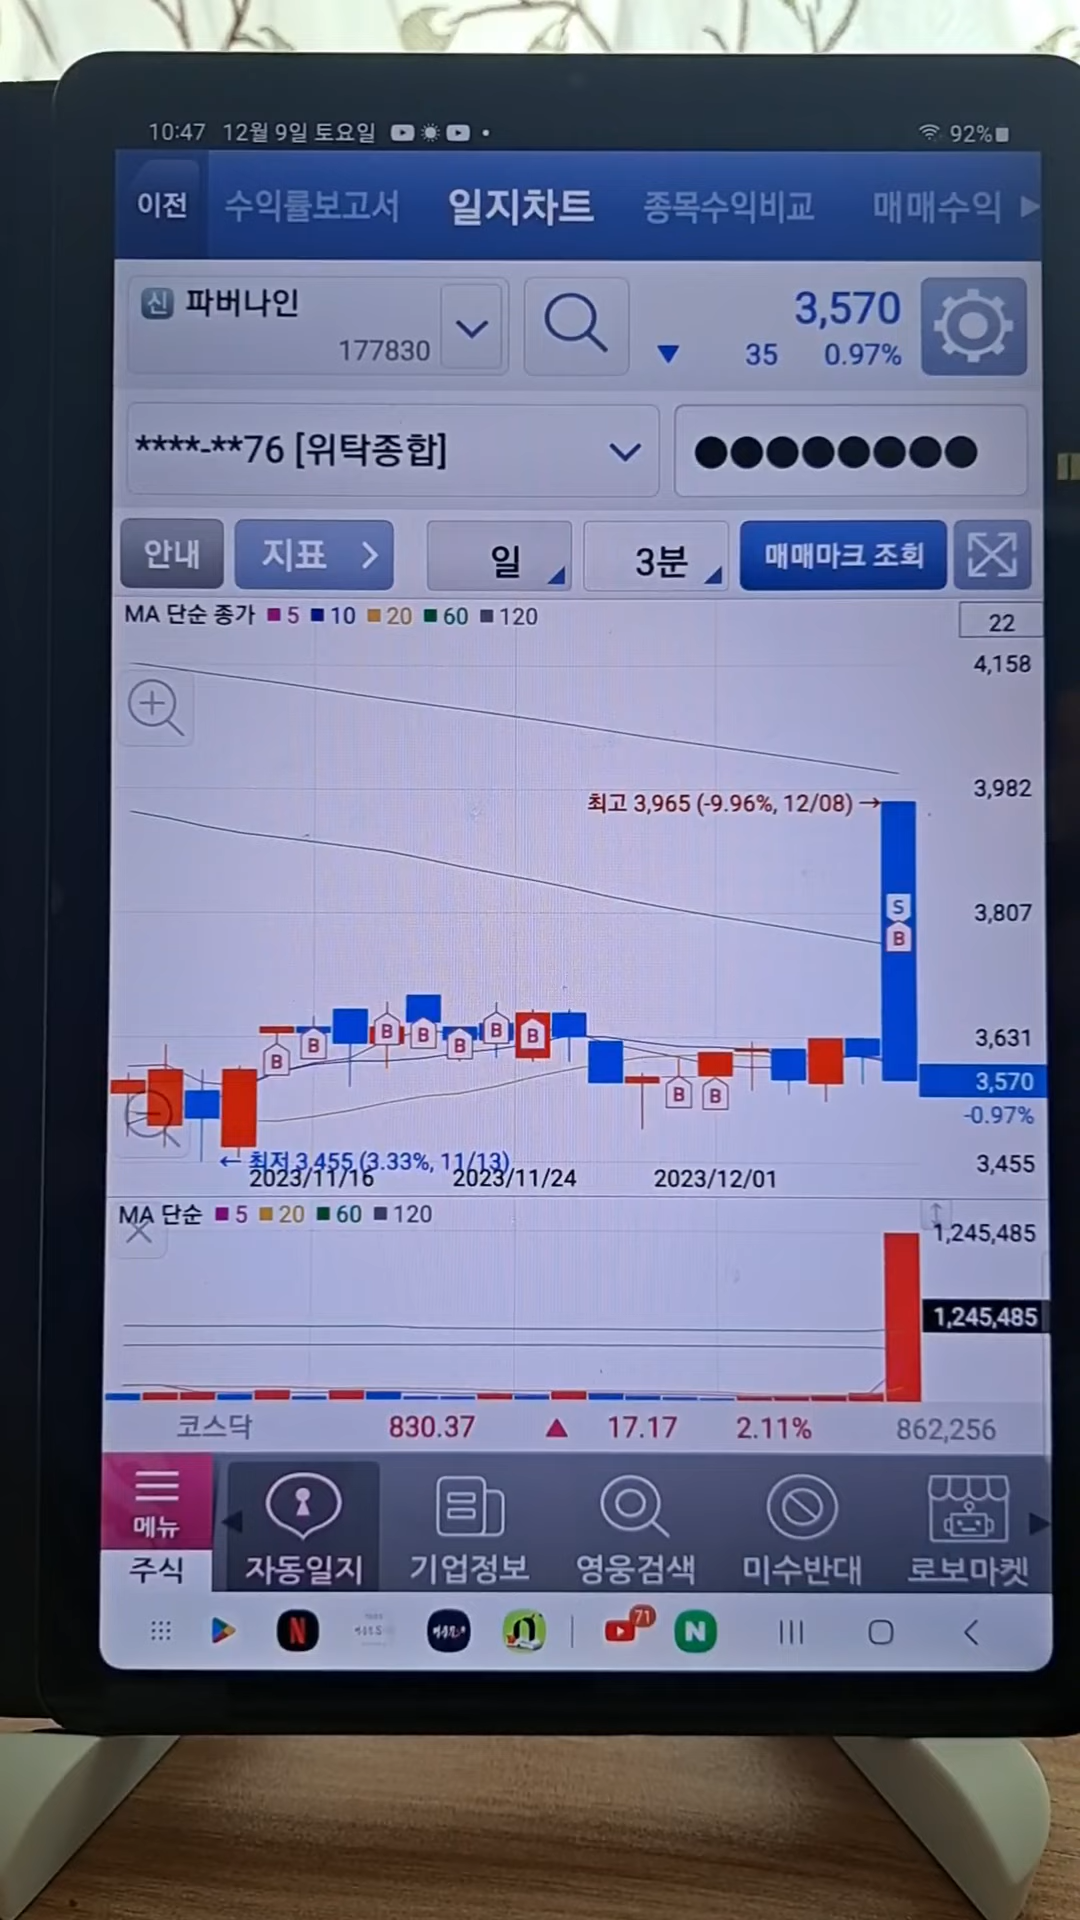 10:47 12월 9일 토요일 92%
이전 수익률보고서 일지차트 종목수익비교 매매수익
신 파버나인 3,570
177830 35 0.97%
****-**76 [위탁종합] ●●●●●●●●
안내 지표 일 3분 매매마크 조회
MA 단순 종가 5 10 20 60 120 22
4,158
3,982
최고 3,965 (-9.96%, 12/08) →
S
3,807
B
B B B B B B B
3,631
3,570
B B
-0.97%
← 최저 3,455 (3.33%, 11/13) 3,455
2023/11/16 2023/11/24 2023/12/01
MA 단순 5 20 60 120
1,245,485
1,245,485
코스닥 830.37 ▲ 17.17 2.11% 862,256
메뉴
주식 자동일지 기업정보 영웅검색 미수반대 로보마켓
N 71 N